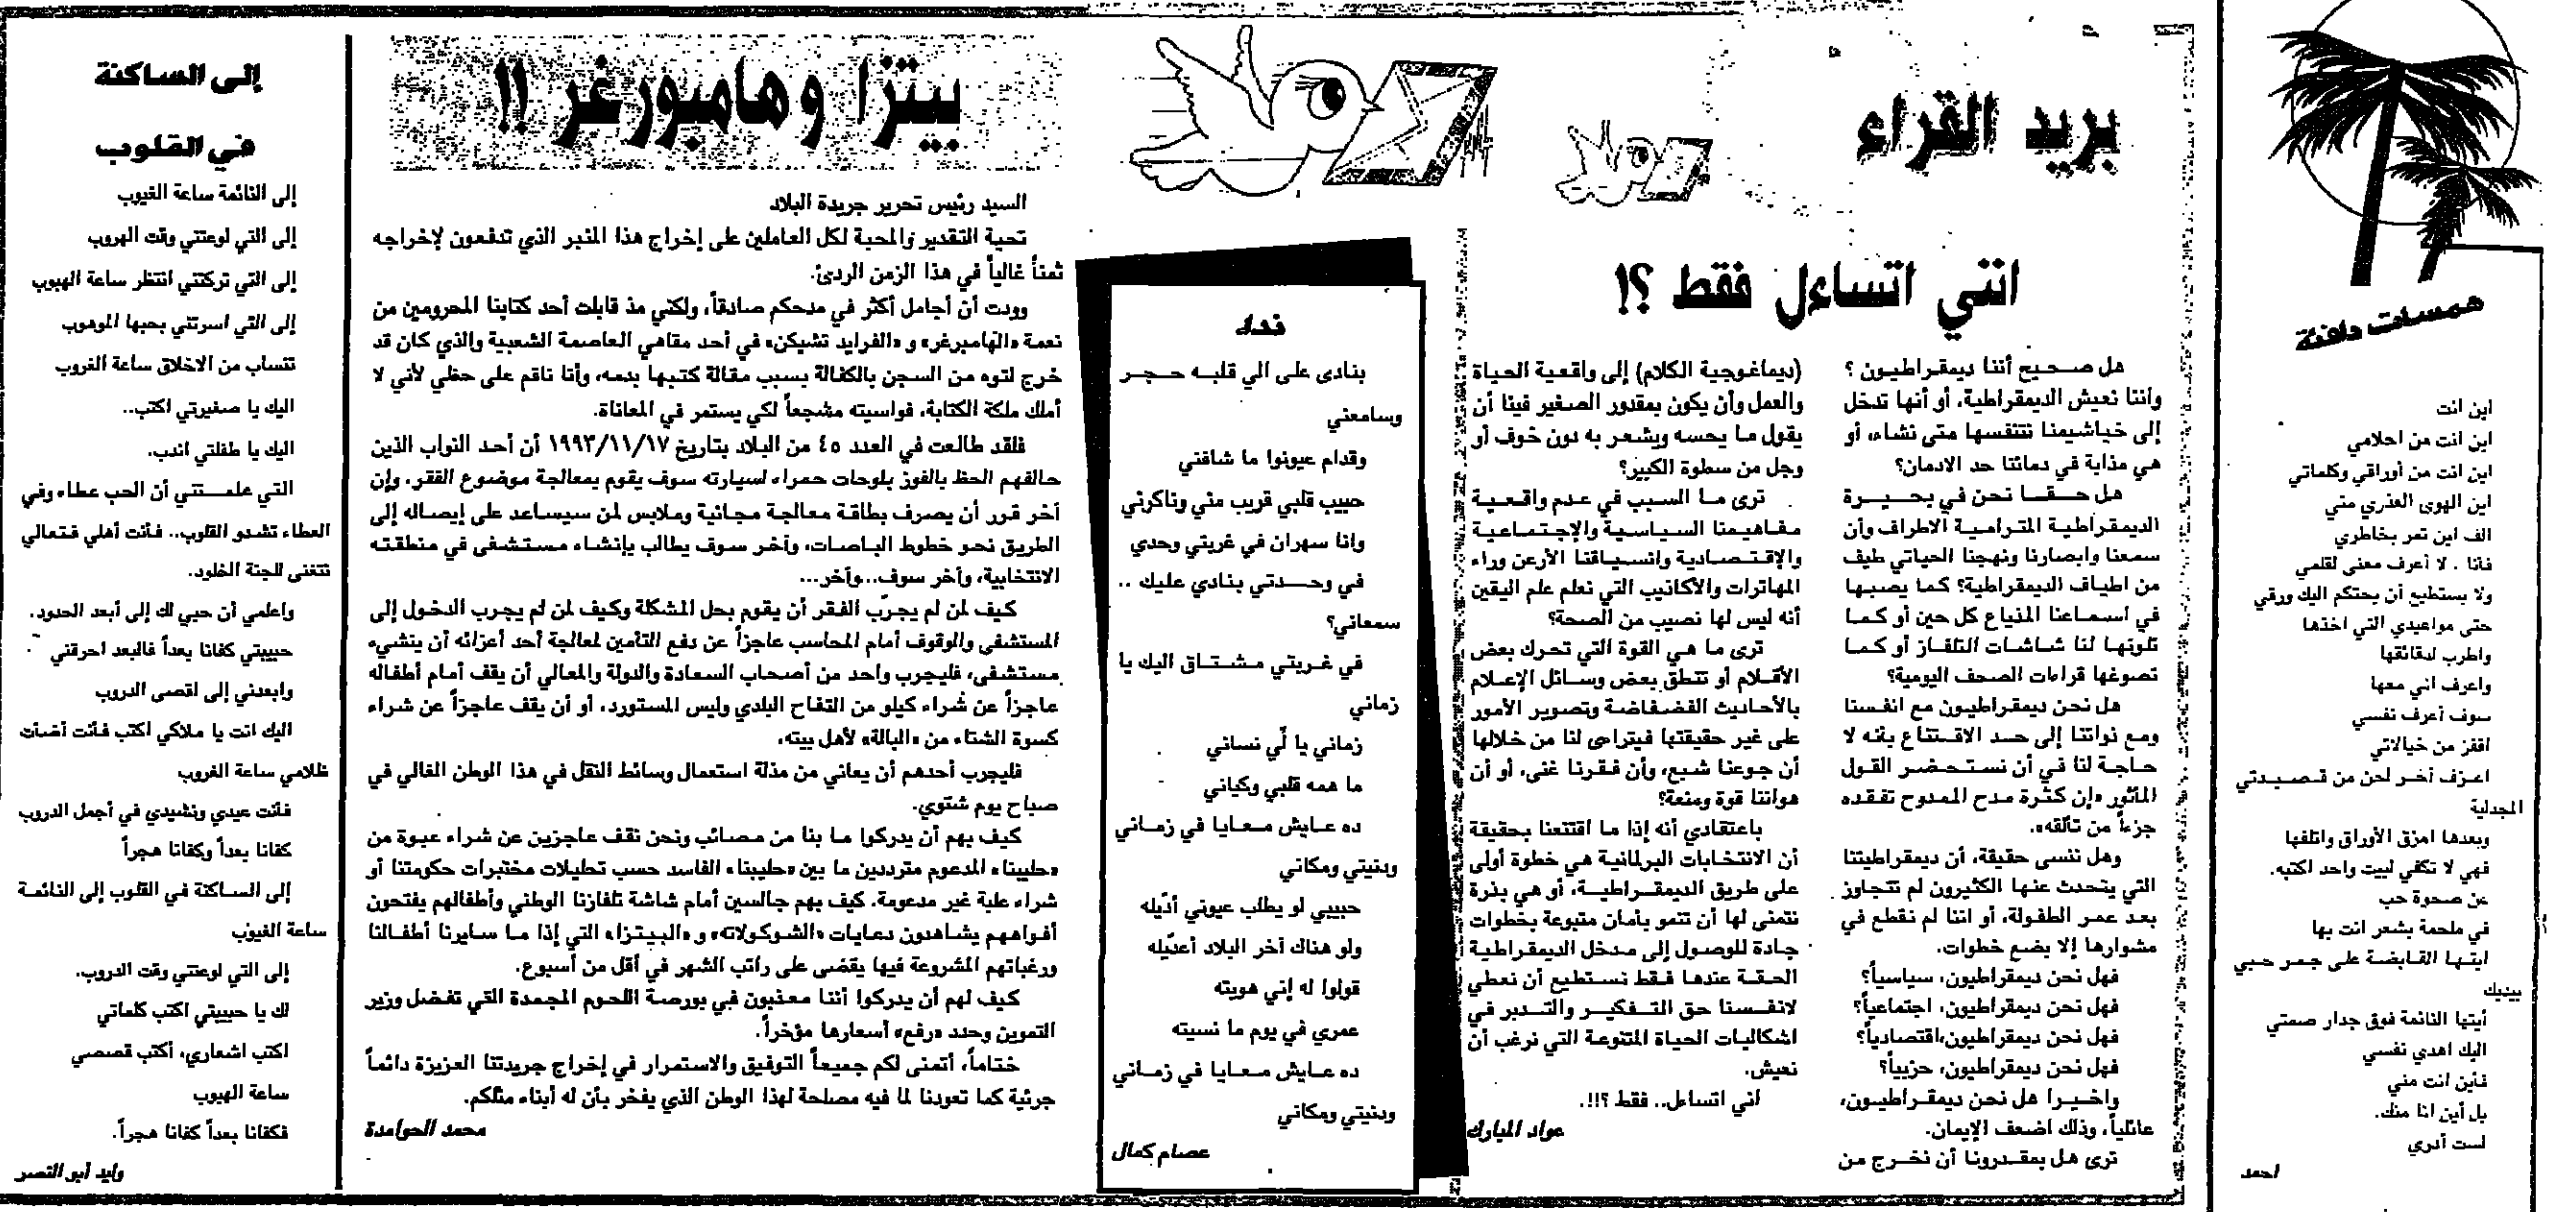 همسات دافئة
اين انت
اين انت من احلامي
اين انت من أوراقي وكلماتي
اين الهوى العذري مني
الف اين تمر بخاطري
فأنا . لا أعرف معنى لقلمي
ولا يستطيع أن يحتكم اليك ورقي
حتى مواعيدي التي اخذها
واطرب لدقائقها
واعرف اني معها
سوف أعرف نفسي
اقفز من خيالاتي
اعزف آخر لحن من قصيدتي
المجدلية
وبعدها امزق الأوراق واتلفها
فهي لا تكفي لبيت واحد اكتبه.
عن صحوة حب
في ملحمة بشعر انت بها
ايتها القابضة على جمر حبي
بيديك
أيتها النائمة فوق جدار صمتي
اليك اهدي نفسي
فأين انت مني
بل أين انا منك.
لست أدري
احمد
بريد القراء
انني اتساءل فقط ؟!
هل صحيح أننا ديمقراطيون ؟
وأننا نعيش الديمقراطية، أو أنها تدخل
إلى خياشيمنا نتنفسها متى نشاء، أو
هي مذابة في دمائنا حد الادمان؟
هل حقا نحن في بحيرة
الديمقراطية المترامية الاطراف وأن
سمعنا وابصارنا ونهجنا الحياتي طيف
من اطياف الديمقراطية؟ كما يصبها
في اسماعنا المذياع كل حين أو كما
تلونها لنا شاشات التلفاز أو كما
تصوغها قراءات الصحف اليومية؟
هل نحن ديمقراطيون مع انفسنا
ومع ذواتنا إلى حد الاقتناع بأنه لا
حاجة لنا في أن نستحضر القول
المأثور «إن كثرة مدح الممدوح تفقده
جزءاً من تألقه».
وهل ننسى حقيقة، أن ديمقراطيتنا
التي يتحدث عنها الكثيرون لم تتجاوز
بعد عمر الطفولة، أو اننا لم نقطع في
مشوارها إلا بضع خطوات.
فهل نحن ديمقراطيون، سياسياً؟
فهل نحن ديمقراطيون، اجتماعياً؟
فهل نحن ديمقراطيون،اقتصادياً؟
فهل نحن ديمقراطيون، حزبياً؟
واخيرا هل نحن ديمقراطيون،
عائلياً، وذلك اضعف الإيمان.
ترى هل بمقدورنا أن نخرج من
(ديماغوجية الكلام) إلى واقعية الحياة
والعمل وأن يكون بمقدور الصغير فينا أن
يقول ما يحسه ويشعر به دون خوف أو
وجل من سطوة الكبير؟
ترى ما السبب في عدم واقعية
مفاهيمنا السياسية والإجتماعية
والإقتصادية وانسياقنا الأرعن وراء
المهاترات والأكاذيب التي نعلم علم اليقين
أنه ليس لها نصيب من الصحة؟
ترى ما هي القوة التي تحرك بعض
الأقلام أو تنطق بعض وسائل الإعلام
بالأحاديث الفضفاضة وتصوير الأمور
على غير حقيقتها فيتراءى لنا من خلالها
أن جوعنا شبع، وأن فقرنا غنى، أو أن
هواننا قوة ومنعة؟
باعتقادي أنه إذا ما اقتنعنا بحقيقة
أن الانتخابات البرلمانية هي خطوة أولى
على طريق الديمقراطية، أو هي بذرة
نتمنى لها أن تنمو بأمان متبوعة بخطوات
جادة للوصول إلى مدخل الديمقراطية
الحقة عندها فقط نستطيع أن نعطي
لانفسنا حق التفكير والتدبر في
اشكاليات الحياة المتنوعة التي نرغب أن
نعيش.
اني اتساءل.. فقط ؟!!.
عواد المبارك
نداء
بنادى على الي قلبه حجر
وسامعني
وقدام عيونوا ما شافني
حبيب قلبي قريب مني وناكرني
وانا سهران في غربتي وحدي
في وحدتي بنادي عليك ..
سمعاني؟
في غربتي مشتاق اليك يا
زماني
زماني يا لّي نساني
ما همه قلبي وكياني
ده عايش معايا في زماني
ودنيتي ومكاني
حبيبي لو يطلب عيوني أدّيله
ولو هناك آخر البلاد أعدّيله
قولوا له إني هويته
عمري في يوم ما نسيته
ده عايش معايا في زماني
ودنيتي ومكاني
عصام كمال
بيتزا وهامبورغر !!
السيد رئيس تحرير جريدة البلاد
تحية التقدير والمحبة لكل العاملين على إخراج هذا المنبر الذي تدفعون لإخراجه
ثمناً غالياً في هذا الزمن الردئ.
وودت أن أجامل أكثر في مدحكم صادقاً، ولكني مذ قابلت أحد كتابنا المحرومين من
نعمة «الهامبرغر» و «الفرايد تشيكن» في أحد مقاهي العاصمة الشعبية والذي كان قد
خرج لتوه من السجن بالكفالة بسبب مقالة كتبها بدمه، وأنا ناقم على حظي لأني لا
أملك ملكة الكتابة، فواسيته مشجعاً لكي يستمر في المعاناة.
فلقد طالعت في العدد ٤٥ من البلاد بتاريخ ١٩٩٣/١١/١٧ أن أحد النواب الذين
حالفهم الحظ بالفوز بلوحات حمراء لسيارته سوف يقوم بمعالجة موضوع الفقر، وإن
آخر قرر أن يصرف بطاقة معالجة مجانية وملابس لمن سيساعد على إيصاله إلى
الطريق نحو خطوط الباصات، وآخر سوف يطالب بإنشاء مستشفى في منطقته
الانتخابية، وآخر سوف..وآخر...
كيف لمن لم يجرّب الفقر أن يقوم بحل المشكلة وكيف لمن لم يجرب الدخول إلى
المستشفى والوقوف أمام المحاسب عاجزاً عن دفع التأمين لمعالجة أحد أعزائه أن ينشيء
مستشفى، فليجرب واحد من أصحاب السعادة والدولة والمعالي أن يقف أمام أطفاله
عاجزاً عن شراء كيلو من التفاح البلدي وليس المستورد، أو أن يقف عاجزاً عن شراء
كسوة الشتاء من «البالة» لأهل بيته.
فليجرب أحدهم أن يعاني من مذلة استعمال وسائط النقل في هذا الوطن الغالي في
صباح يوم شتوي.
كيف بهم أن يدركوا ما بنا من مصائب ونحن نقف عاجزين عن شراء عبوة من
«حليبنا» المدعوم مترددين ما بين «حليبنا» الفاسد حسب تحليلات مختبرات حكومتنا أو
شراء علبة غير مدعومة، كيف بهم جالسين أمام شاشة تلفازنا الوطني وأطفالهم يفتحون
أفواههم يشاهدون دعايات «الشوكولاته» و «البيتزا» التي إذا ما سايرنا أطفالنا
ورغباتهم المشروعة فيها يقضى على راتب الشهر في أقل من أسبوع.
كيف لهم أن يدركوا أننا معذبون في بورصة اللحوم المجمدة التي تفضل وزير
التموين وحدد «رفع» أسعارها مؤخراً.
ختاماً، أتمنى لكم جميعاً التوفيق والاستمرار في إخراج جريدتنا العزيزة دائماً
جرئية كما تعودنا لما فيه مصلحة لهذا الوطن الذي يفخر بأن له أبناء مثلكم.
محمد الحوامدة
إلى الساكنة
في القلوب
إلى النائمة ساعة الغيوب
إلى التي لوعتني وقت الهروب
إلى التي تركتني انتظر ساعة الهبوب
إلى التي اسرتني بحبها الموهوب
تنساب من الاخلاق ساعة الغروب
اليك يا صغيرتي اكتب..
اليك يا طفلتي اندب.
التي علمتني أن الحب عطاء وفي
العطاء تشدو القلوب.. فأنت أهلي فتعالي
نتغنى للجنة الخلود.
واعلمي أن حبي لك إلى أبعد الحدود.
حبيبتي كفانا بعداً فالبعد احرقني
وابعدني إلى اقصى الدروب
اليك انت يا ملاكي اكتب فأنت أضأت
ظلامي ساعة الغروب
فأنت عيدي ونشيدي في أجمل الدروب
كفانا بعداً وكفانا هجراً
إلى الساكنة في القلوب إلى النائمة
ساعة الغيوب
إلى التي لوعتني وقت الدروب.
لك يا حبيبتي اكتب كلماتي
اكتب اشعاري، أكتب قصصي
ساعة الهبوب
فكفانا بعداً كفانا هجراً.
وليد أبو النصر